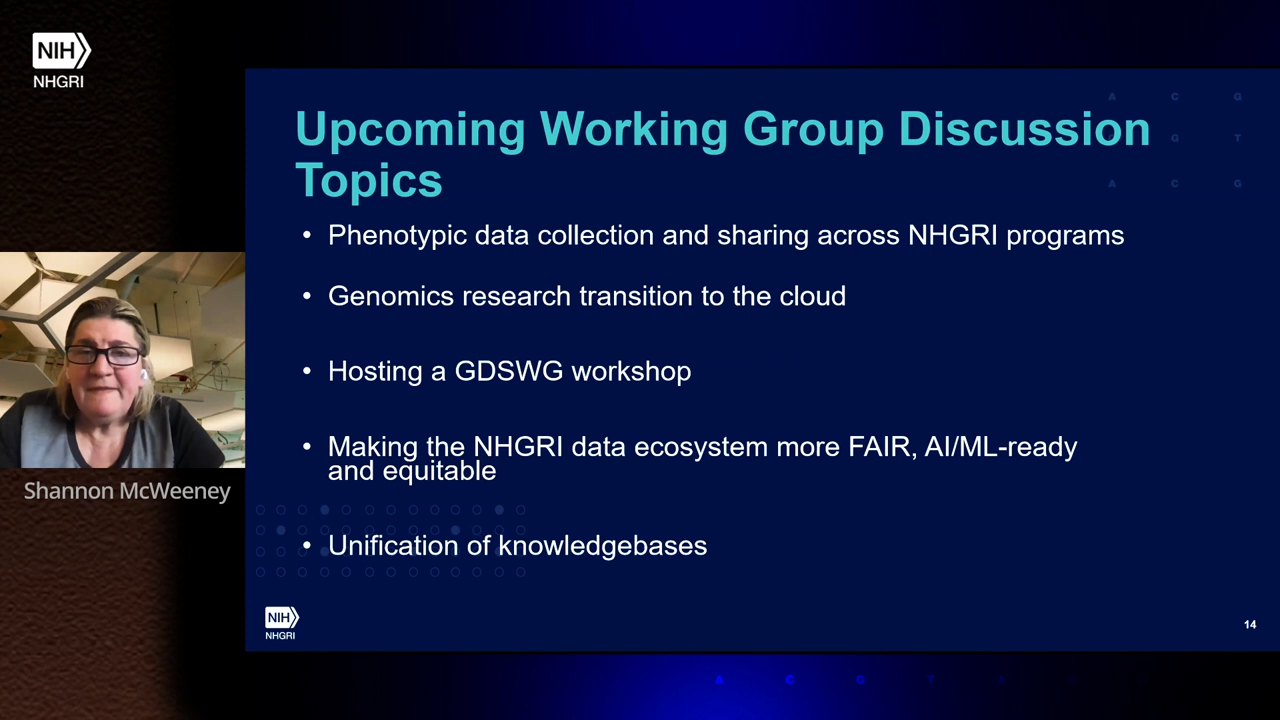 NIH
NHGRI
Upcoming Working Group Discussion
Topics
• Phenotypic data collection and sharing across NHGRI programs
• Genomics research transition to the cloud
• Hosting a GDSWG workshop
• Making the NHGRI data ecosystem more FAIR, AI/ML-ready
and equitable
• Unification of knowledgebases
Shannon McWeeney
NIH
NHGRI
14
A C G
G T
A C G
A C G T